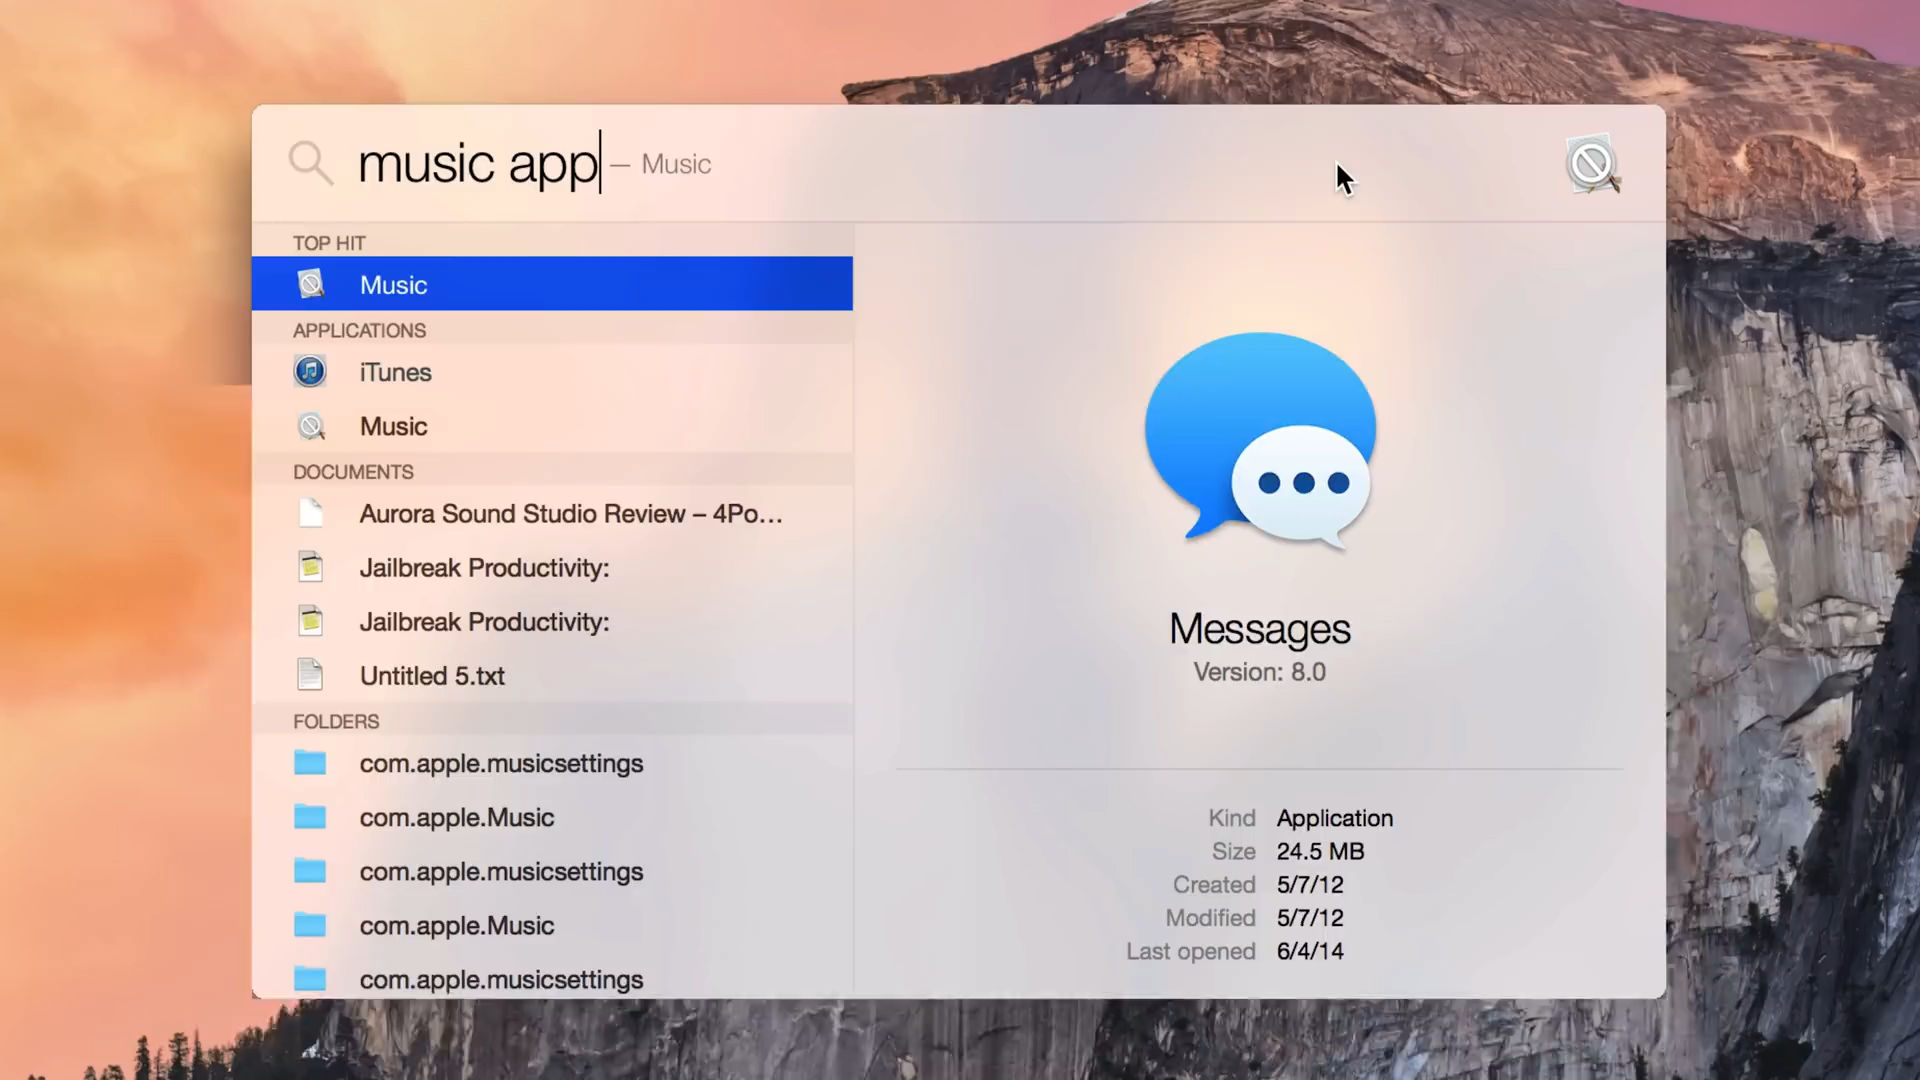 music app — Music
TOP HIT
Music
APPLICATIONS
iTunes
Music
DOCUMENTS
Aurora Sound Studio Review – 4Po…
Jailbreak Productivity:
Jailbreak Productivity:
Untitled 5.txt
FOLDERS
com.apple.musicsettings
com.apple.Music
com.apple.musicsettings
com.apple.Music
com.apple.musicsettings
Messages
Version: 8.0
Kind Application
Size 24.5 MB
Created 5/7/12
Modified 5/7/12
Last opened 6/4/14